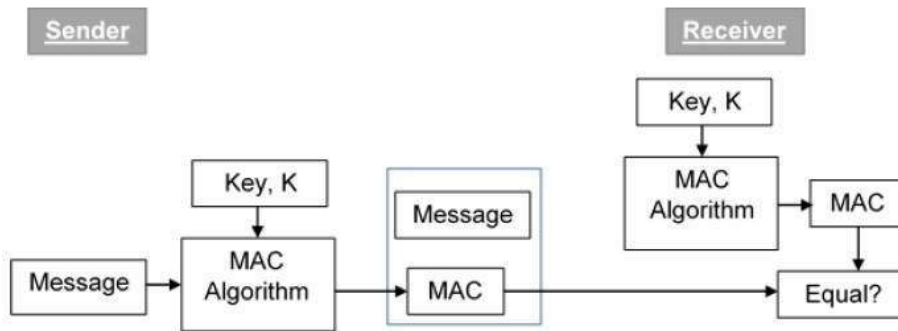 Sender
Receiver
Key, K
MAC
Algorithm
MAC
Key, K
Message
Message
MAC
Algorithm
MAC
Equal?